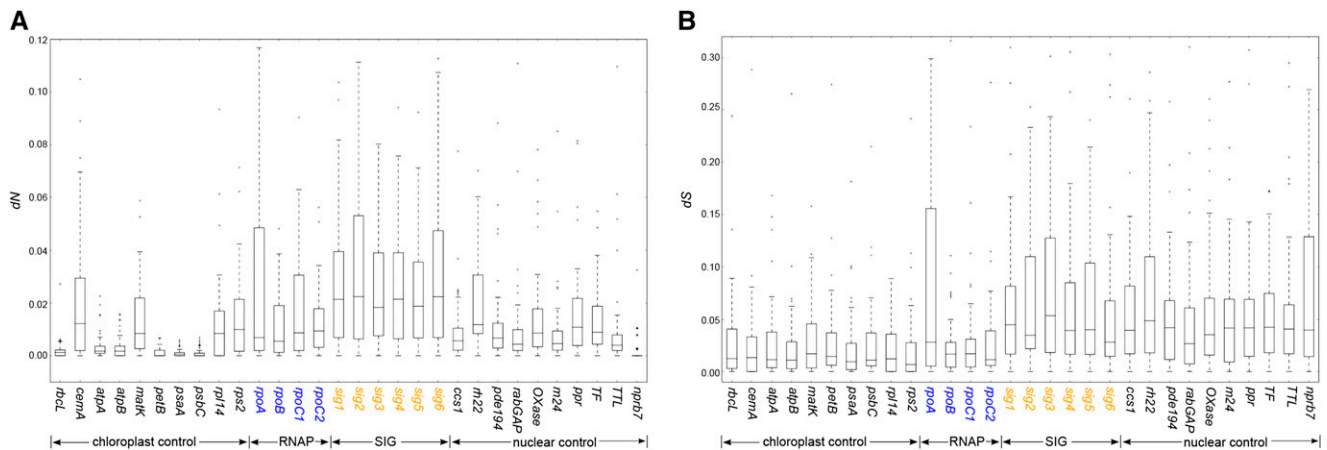 A
0.12
0.10
0.08
0.06
0.04
0.02
0.00
dN
rbcL
cemA
atpA
atpB
matK
petB
psaA
psbC
rpl14
rps2
rpoA
rpoB
rpoC1
rpoC2
sig1
sig2
sig3
sig4
sig5
sig6
ccs1
rh22
pde194
rabGAP
OXase
m24
ppr
TF
TTL
nprb7
chloroplast control RNAP SIG nuclear control
B
0.30
0.25
0.20
0.15
0.10
0.05
0.00
dS
rbcL
cemA
atpA
atpB
matK
petB
psaA
psbC
rpl14
rps2
rpoA
rpoB
rpoC1
rpoC2
sig1
sig2
sig3
sig4
sig5
sig6
ccs1
rh22
pde194
rabGAP
OXase
m24
ppr
TF
TTL
nprb7
chloroplast control RNAP SIG nuclear control